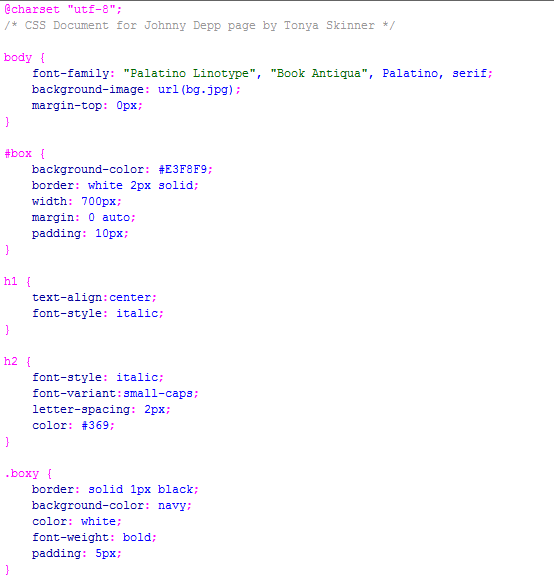 @charset "utf-8";
/* CSS Document for Johnny Depp page by Tonya Skinner */

body {
    font-family: "Palatino Linotype", "Book Antiqua", Palatino, serif;
    background-image: url(bg.jpg);
    margin-top: 0px;
}

#box {
    background-color: #E3F8F9;
    border: white 2px solid;
    width: 700px;
    margin: 0 auto;
    padding: 10px;
}

h1 {
    text-align:center;
    font-style: italic;
}

h2 {
    font-style: italic;
    font-variant:small-caps;
    letter-spacing: 2px;
    color: #369;
}

.boxy {
    border: solid 1px black;
    background-color: navy;
    color: white;
    font-weight: bold;
    padding: 5px;
}